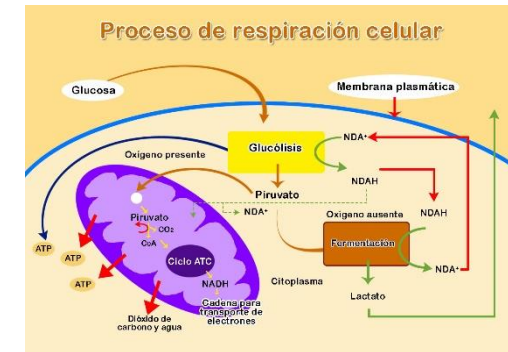 Proceso de respiración celular
Glucosa
Membrana plasmática
Glucólisis
NDA⁺
Oxígeno presente
NDAH
Piruvato
NDA⁺
Oxigeno ausente
NDAH
Piruvato
CO₂
CoA
Fermentación
ATP
ATP
ATP
Ciclo ATC
NADH
Citoplasma
NDA⁺
Cadena para
transporte de
electrones
Lactato
Dióxido de
carbono y agua